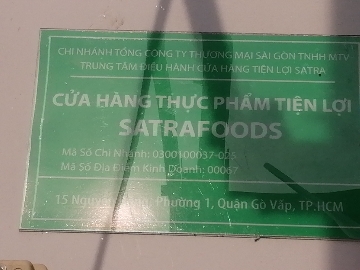 CHI NHÁNH TỔNG CÔNG TY THƯƠNG MẠI SÀI GÒN TNHH MTV
TRUNG TÂM ĐIỀU HÀNH CỬA HÀNG TIỆN LỢI SATRA
CỬA HÀNG THỰC PHẨM TIỆN LỢI
SATRAFOODS
Mã Số Chi Nhánh: 0300100037-025
Mã Số Địa Điểm Kinh Doanh: 00067
15 Nguyên Phường 1, Quận Gò Vấp, TP.HCM